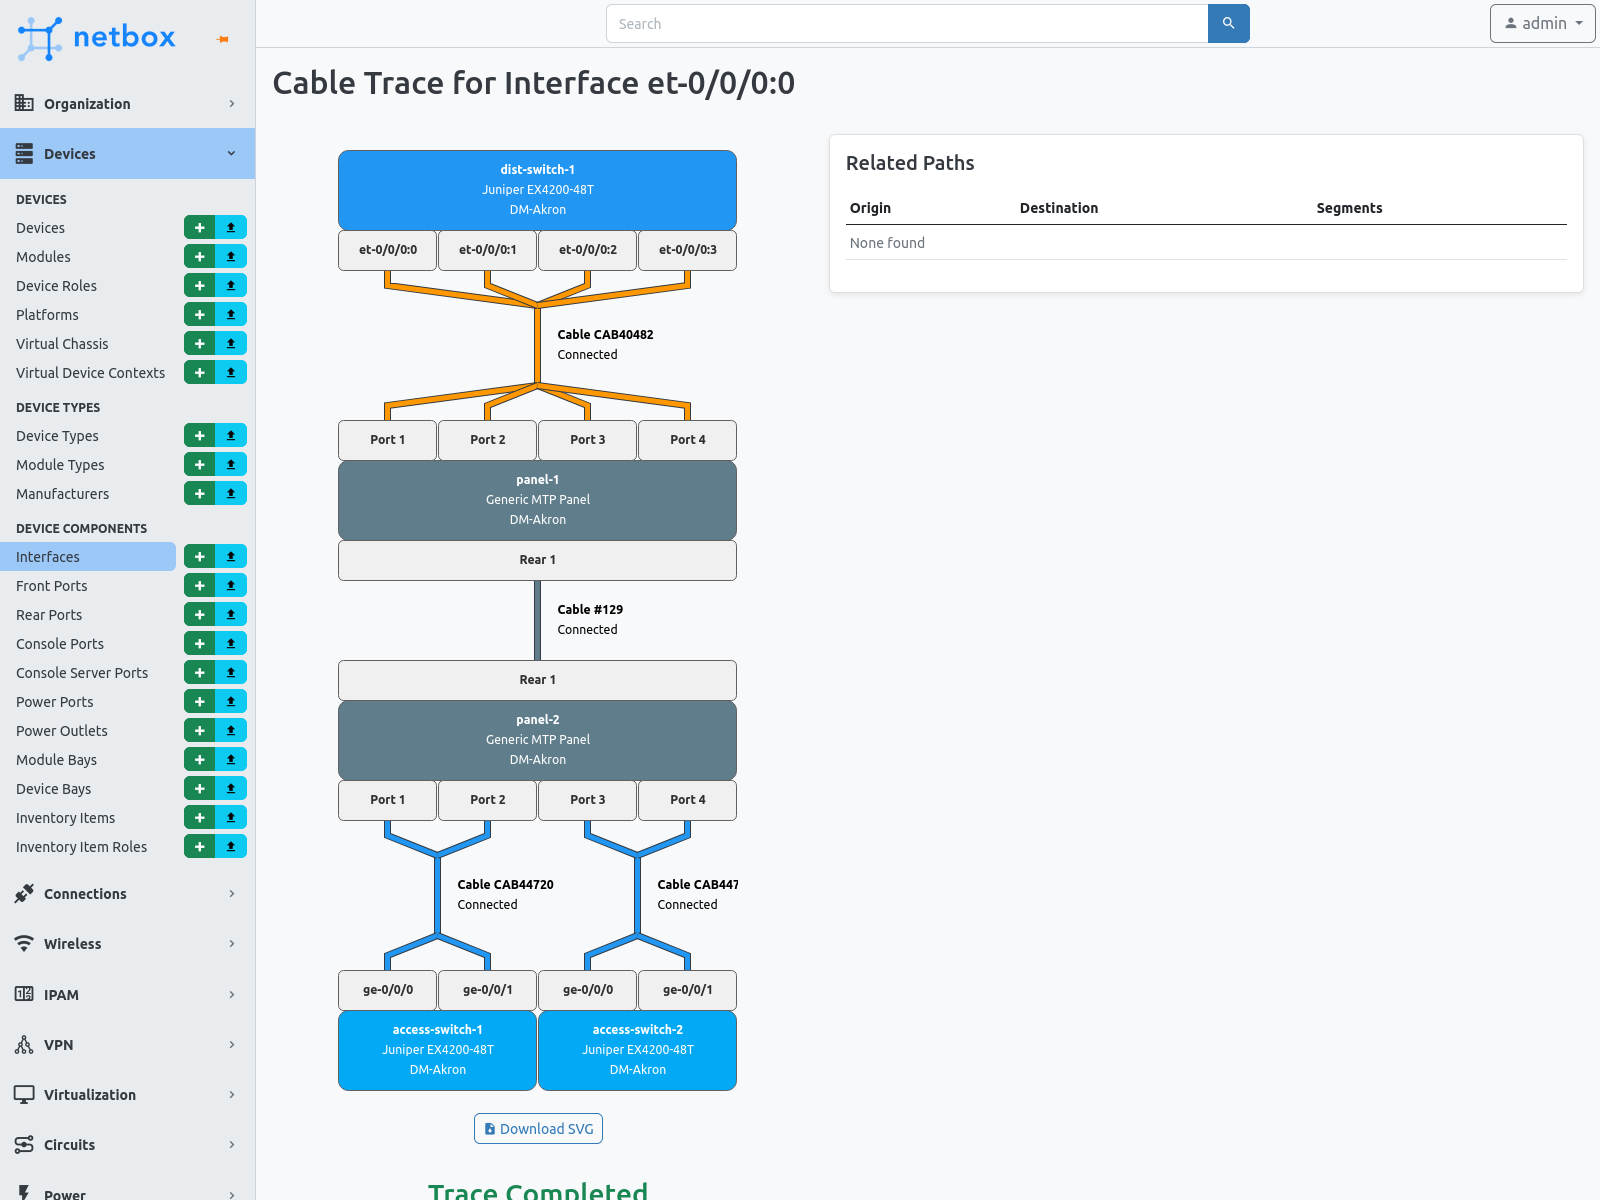 netbox
Search
admin
Organization
Devices
DEVICES
Devices
Modules
Device Roles
Platforms
Virtual Chassis
Virtual Device Contexts
DEVICE TYPES
Device Types
Module Types
Manufacturers
DEVICE COMPONENTS
Interfaces
Front Ports
Rear Ports
Console Ports
Console Server Ports
Power Ports
Power Outlets
Module Bays
Device Bays
Inventory Items
Inventory Item Roles
Connections
Wireless
IPAM
VPN
Virtualization
Circuits
Power
Cable Trace for Interface et-0/0/0:0
dist-switch-1
Juniper EX4200-48T
DM-Akron
et-0/0/0:0 et-0/0/0:1 et-0/0/0:2 et-0/0/0:3
Cable CAB40482
Connected
Port 1 Port 2 Port 3 Port 4
panel-1
Generic MTP Panel
DM-Akron
Rear 1
Cable #129
Connected
Rear 1
panel-2
Generic MTP Panel
DM-Akron
Port 1 Port 2 Port 3 Port 4
Cable CAB44720 Cable CAB447
Connected Connected
ge-0/0/0 ge-0/0/1 ge-0/0/0 ge-0/0/1
access-switch-1 access-switch-2
Juniper EX4200-48T Juniper EX4200-48T
DM-Akron DM-Akron
Download SVG
Trace Completed
Related Paths
Origin Destination Segments
None found